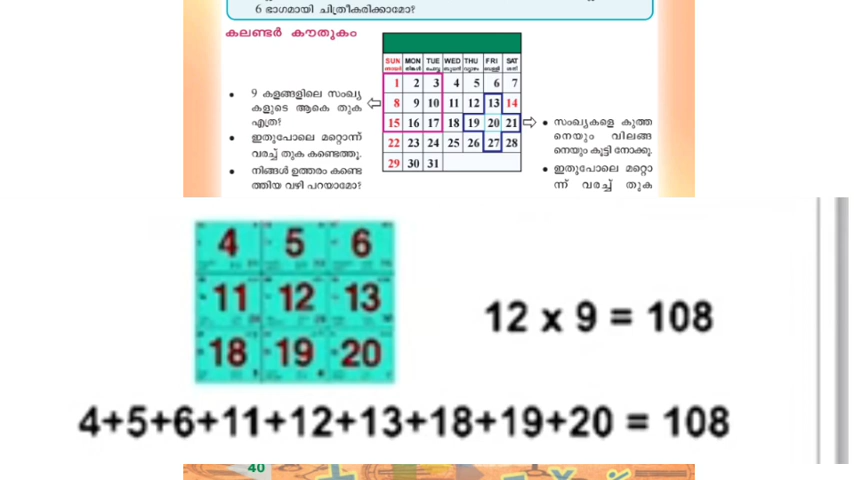 6 ഭാഗമായി ചിത്രീകരിക്കാമോ?
കലണ്ടർ കൗതുകം
SUN MON TUE WED THU FRI SAT
1 2 3 4 5 6 7
8 9 10 11 12 13 14
15 16 17 18 19 20 21
22 23 24 25 26 27 28
29 30 31
• 9 കളങ്ങളിലെ സംഖ്യ
കളുടെ ആകെ തുക
എത്ര?
• ഇതുപോലെ മറ്റൊന്ന്
വരച്ച് തുക കണ്ടെത്തൂ.
• നിങ്ങൾ ഉത്തരം കണ്ടെ
ത്തിയ വഴി പറയാമോ?
• സംഖ്യകളെ കുത്ത
നെയും വിലങ്ങ
നെയും കൂട്ടി നോക്കൂ.
• ഇതുപോലെ മറ്റൊ
ന്ന് വരച്ച് തുക
4 5 6
11 12 13
18 19 20
12 x 9 = 108
4+5+6+11+12+13+18+19+20 = 108
40